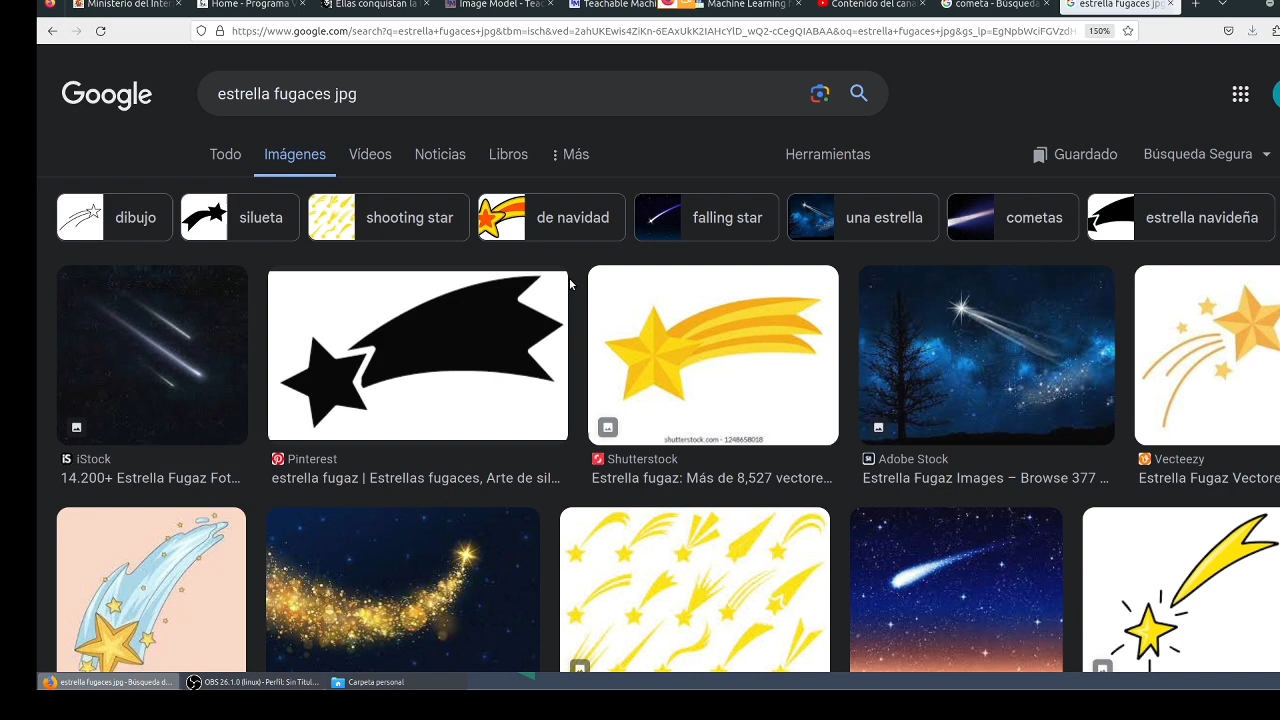 Ministerio del Inter
Home - Programa V
Ellas conquistan la
Image Model - Teac
Teachable Machi
Machine Learning f
Contenido del cana
cometa - Búsqueda
estrella fugaces jpg
https://www.google.com/search?q=estrella+fugaces+jpg&tbm=isch&ved=2ahUKEwis4ZiKn-6EAxUkK2IAHcYlD_wQ2-cCegQIABAA&oq=estrella+fugaces+jpg&gs_lp=EgNpbWciFGVzdH
150%
Google
estrella fugaces jpg
Todo
Imágenes
Vídeos
Noticias
Libros
Más
Herramientas
Guardado
Búsqueda Segura
dibujo
silueta
shooting star
de navidad
falling star
una estrella
cometas
estrella navideña
shutterstock.com · 1248658018
iS iStock
14.200+ Estrella Fugaz Fot...
Pinterest
estrella fugaz | Estrellas fugaces, Arte de sil...
Shutterstock
Estrella fugaz: Más de 8,527 vectore...
St Adobe Stock
Estrella Fugaz Images – Browse 377 ...
Vecteezy
Estrella Fugaz Vectore
estrella fugaces jpg - Búsqueda d...
OBS 26.1.0 (linux) - Perfil: Sin Titul...
Carpeta personal